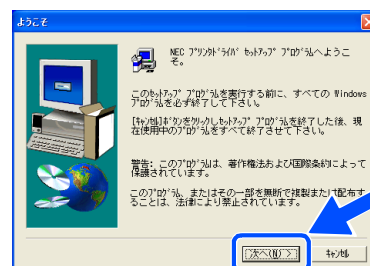 ようこそ
NEC ﾌﾟﾘﾝﾀﾄﾞﾗｲﾊﾞ ｾｯﾄｱｯﾌﾟ ﾌﾟﾛｸﾞﾗﾑへようこ
そ。
このｾｯﾄｱｯﾌﾟ ﾌﾟﾛｸﾞﾗﾑを実行する前に、すべての Windows
ﾌﾟﾛｸﾞﾗﾑを必ず終了して下さい。
[ｷｬﾝｾﾙ]ﾎﾞﾀﾝをｸﾘｯｸしｾｯﾄｱｯﾌﾟ ﾌﾟﾛｸﾞﾗﾑを終了した後、現
在使用中のﾌﾟﾛｸﾞﾗﾑをすべて終了させて下さい。
警告: このﾌﾟﾛｸﾞﾗﾑは、著作権法および国際条約によって
保護されています。
このﾌﾟﾛｸﾞﾗﾑ、またはその一部を無断で複製または配布す
ることは、法律により禁止されています。
次へ(N) >
ｷｬﾝｾﾙ